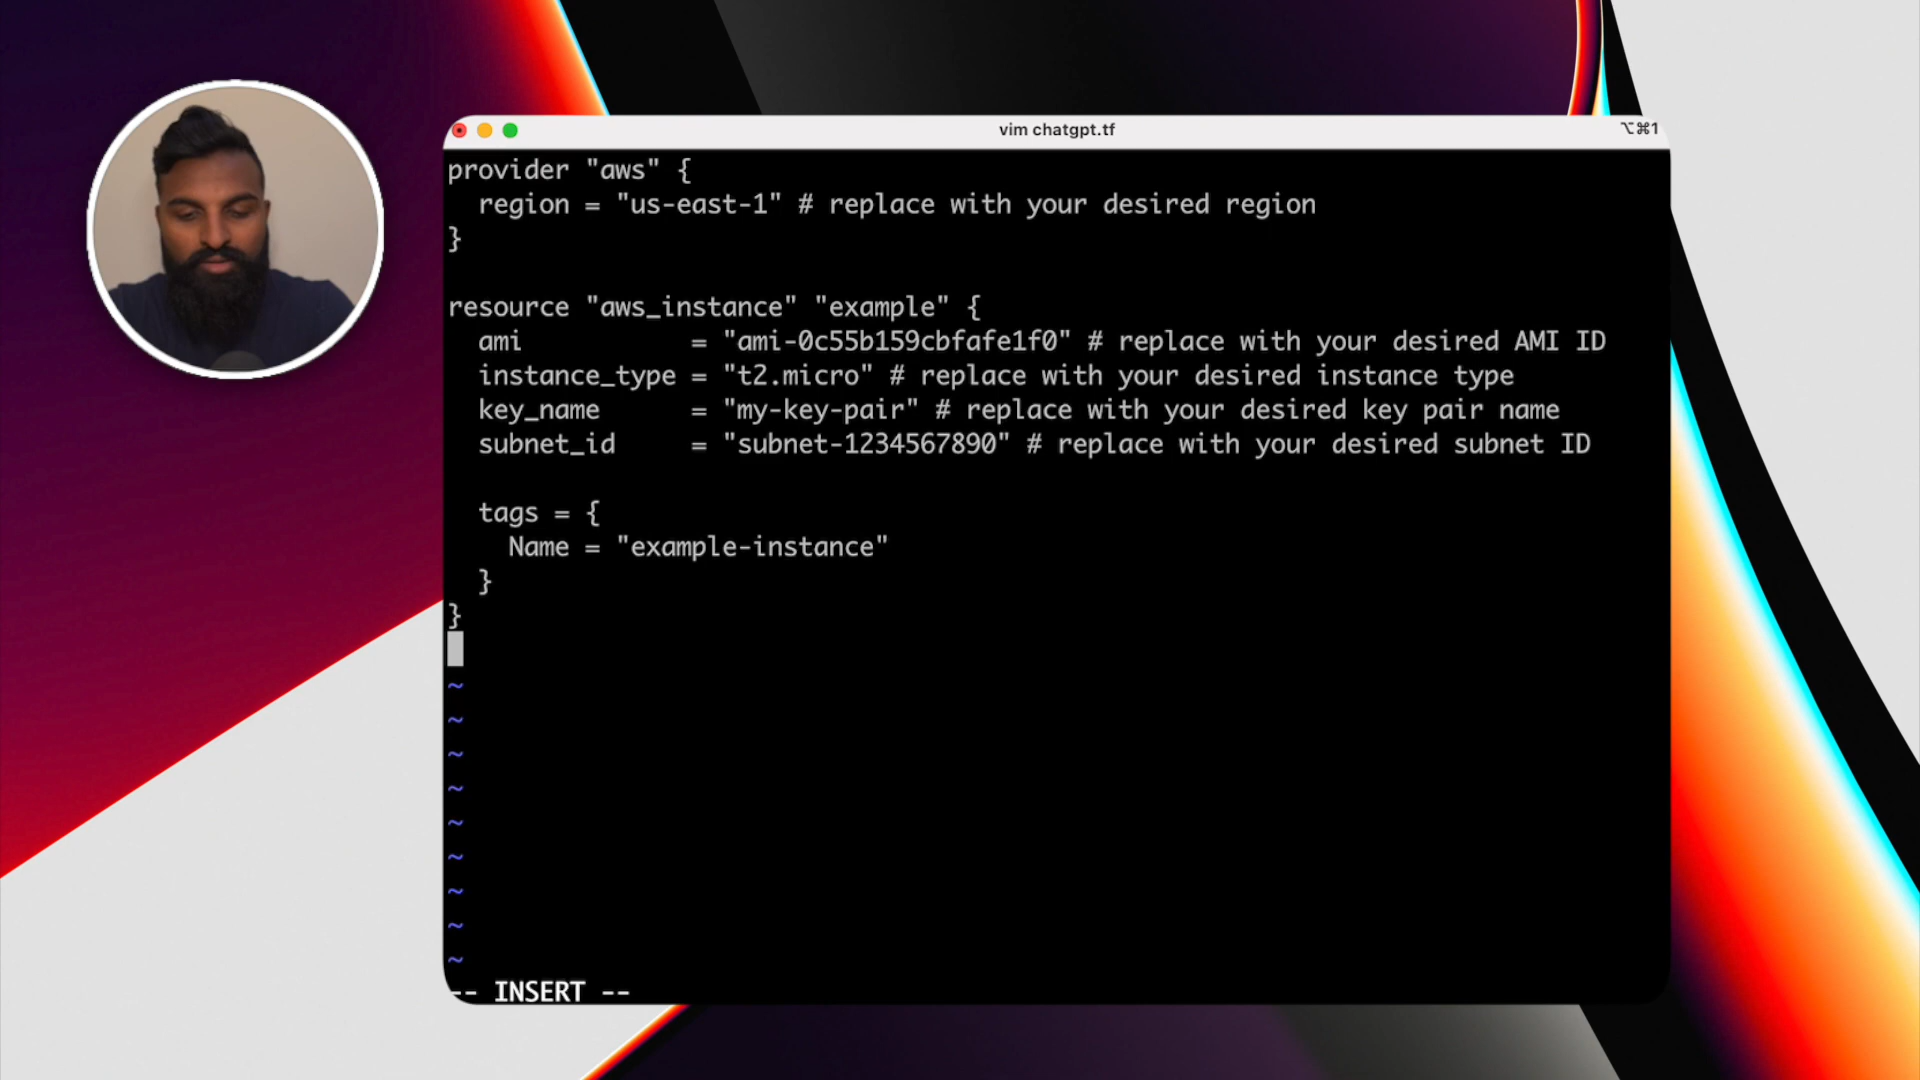 vim chatgpt.tf
⌥⌘1
provider "aws" {
  region = "us-east-1" # replace with your desired region
}

resource "aws_instance" "example" {
  ami           = "ami-0c55b159cbfafe1f0" # replace with your desired AMI ID
  instance_type = "t2.micro" # replace with your desired instance type
  key_name      = "my-key-pair" # replace with your desired key pair name
  subnet_id     = "subnet-1234567890" # replace with your desired subnet ID

  tags = {
    Name = "example-instance"
  }
}
~
~
~
~
~
~
~
~
~
-- INSERT --